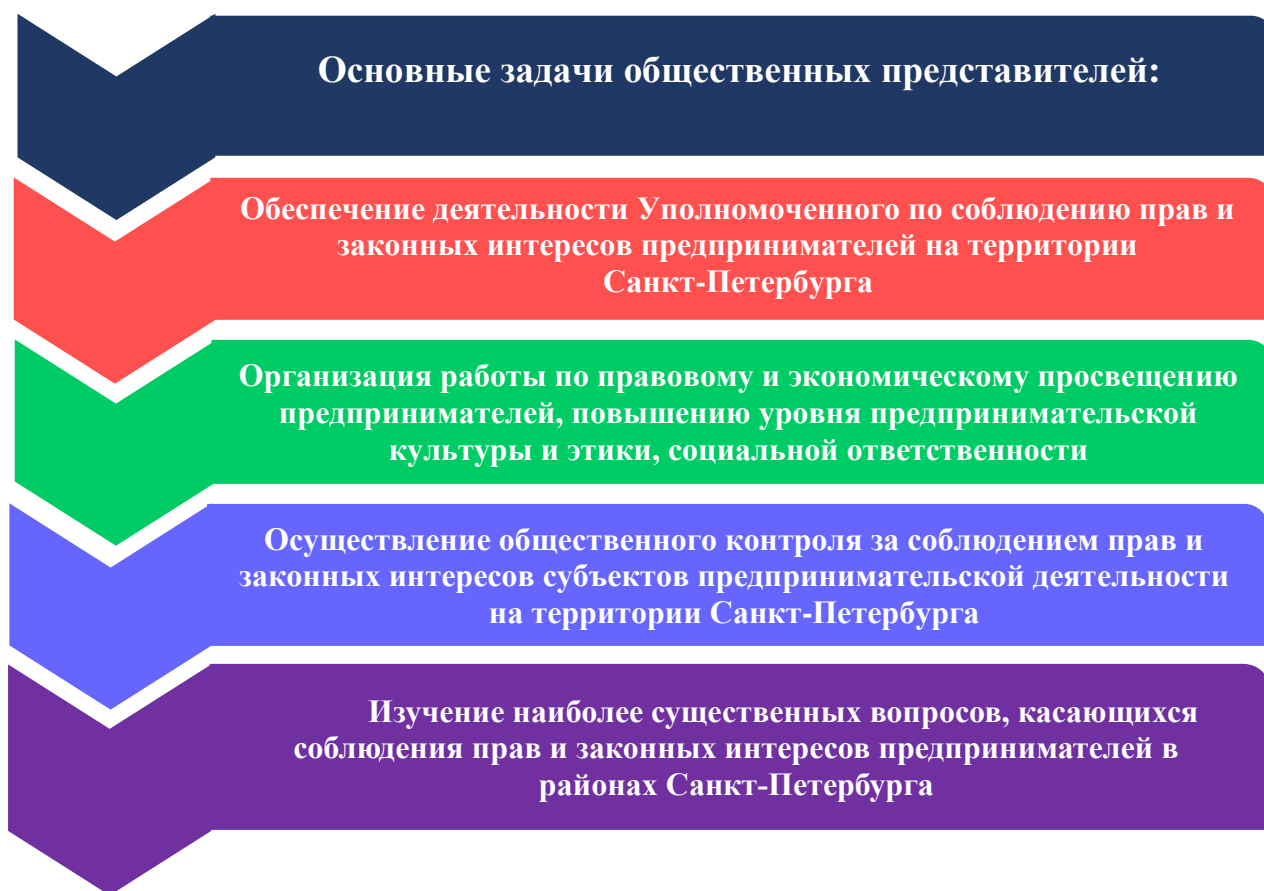 Основные задачи общественных представителей:
Обеспечение деятельности Уполномоченного по соблюдению прав и
законных интересов предпринимателей на территории
Санкт-Петербурга
Организация работы по правовому и экономическому просвещению
предпринимателей, повышению уровня предпринимательской
культуры и этики, социальной ответственности
Осуществление общественного контроля за соблюдением прав и
законных интересов субъектов предпринимательской деятельности
на территории Санкт-Петербурга
Изучение наиболее существенных вопросов, касающихся
соблюдения прав и законных интересов предпринимателей в
районах Санкт-Петербурга